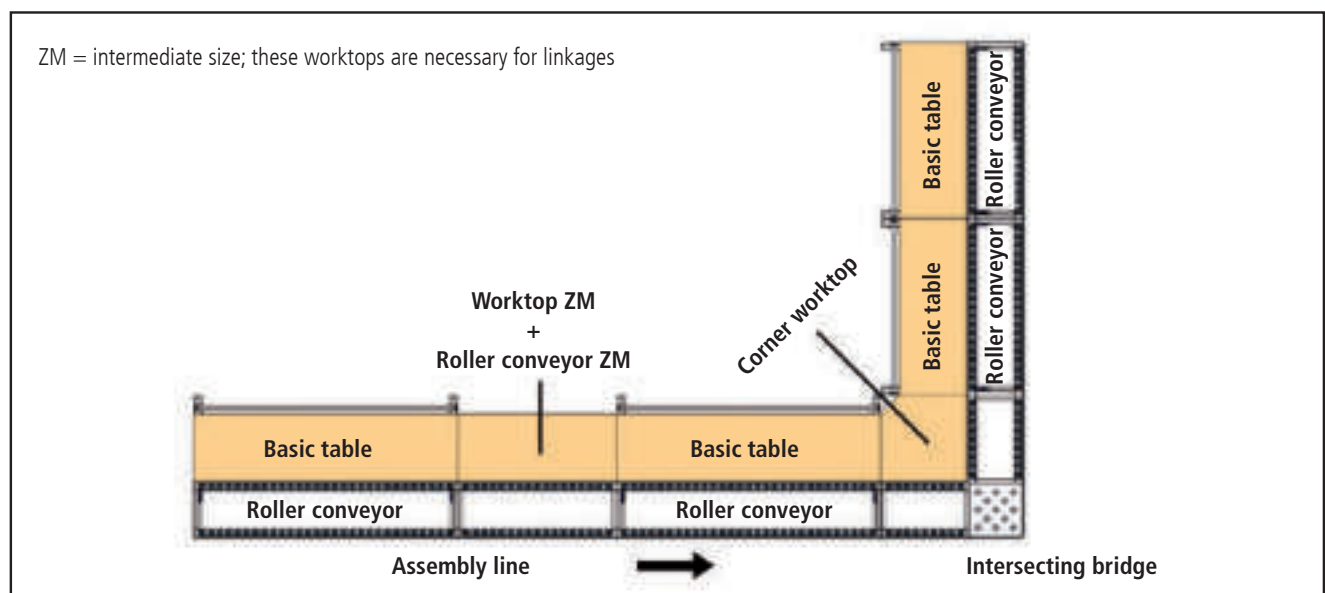 ZM = intermediate size; these worktops are necessary for linkages
Basic table
Roller conveyor
Basic table
Roller conveyor
Corner worktop
Worktop ZM
+
Roller conveyor ZM
Basic table
Basic table
Roller conveyor
Roller conveyor
Assembly line
Intersecting bridge